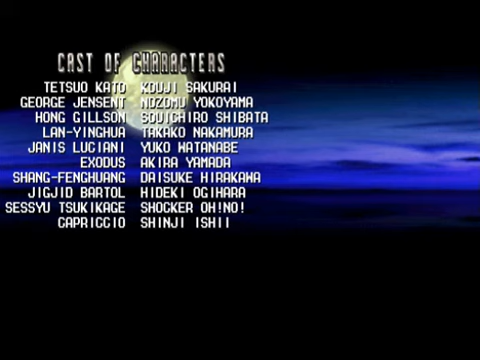 CAST OF CHARACTERS
TETSUO KATO KOUJI SAKURAI
GEORGE JENSENT NOZOMU YOKOYAMA
HONG GILLSON SOUICHIRO SHIBATA
LAN-YINGHUA TAKAKO NAKAMURA
JANIS LUCIANI YUKO WATANABE
EXODUS AKIRA YAMADA
SHANG-FENGHUANG DAISUKE HIRAKAWA
JIGJID BARTOL HIDEKI OGIHARA
SESSYU TSUKIKAGE SHOCKER OH!NO!
CAPRICCIO SHINJI ISHII